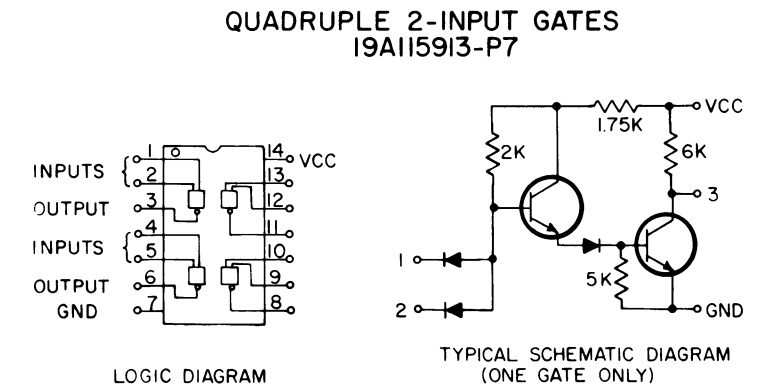 QUADRUPLE 2-INPUT GATES
19A115913-P7
INPUTS
1
2
OUTPUT
3
INPUTS
4
5
OUTPUT
6
GND
7
14
VCC
13
12
11
10
9
8
LOGIC DIAGRAM
VCC
1.75K
2K
6K
3
1
2
5K
GND
TYPICAL SCHEMATIC DIAGRAM
(ONE GATE ONLY)